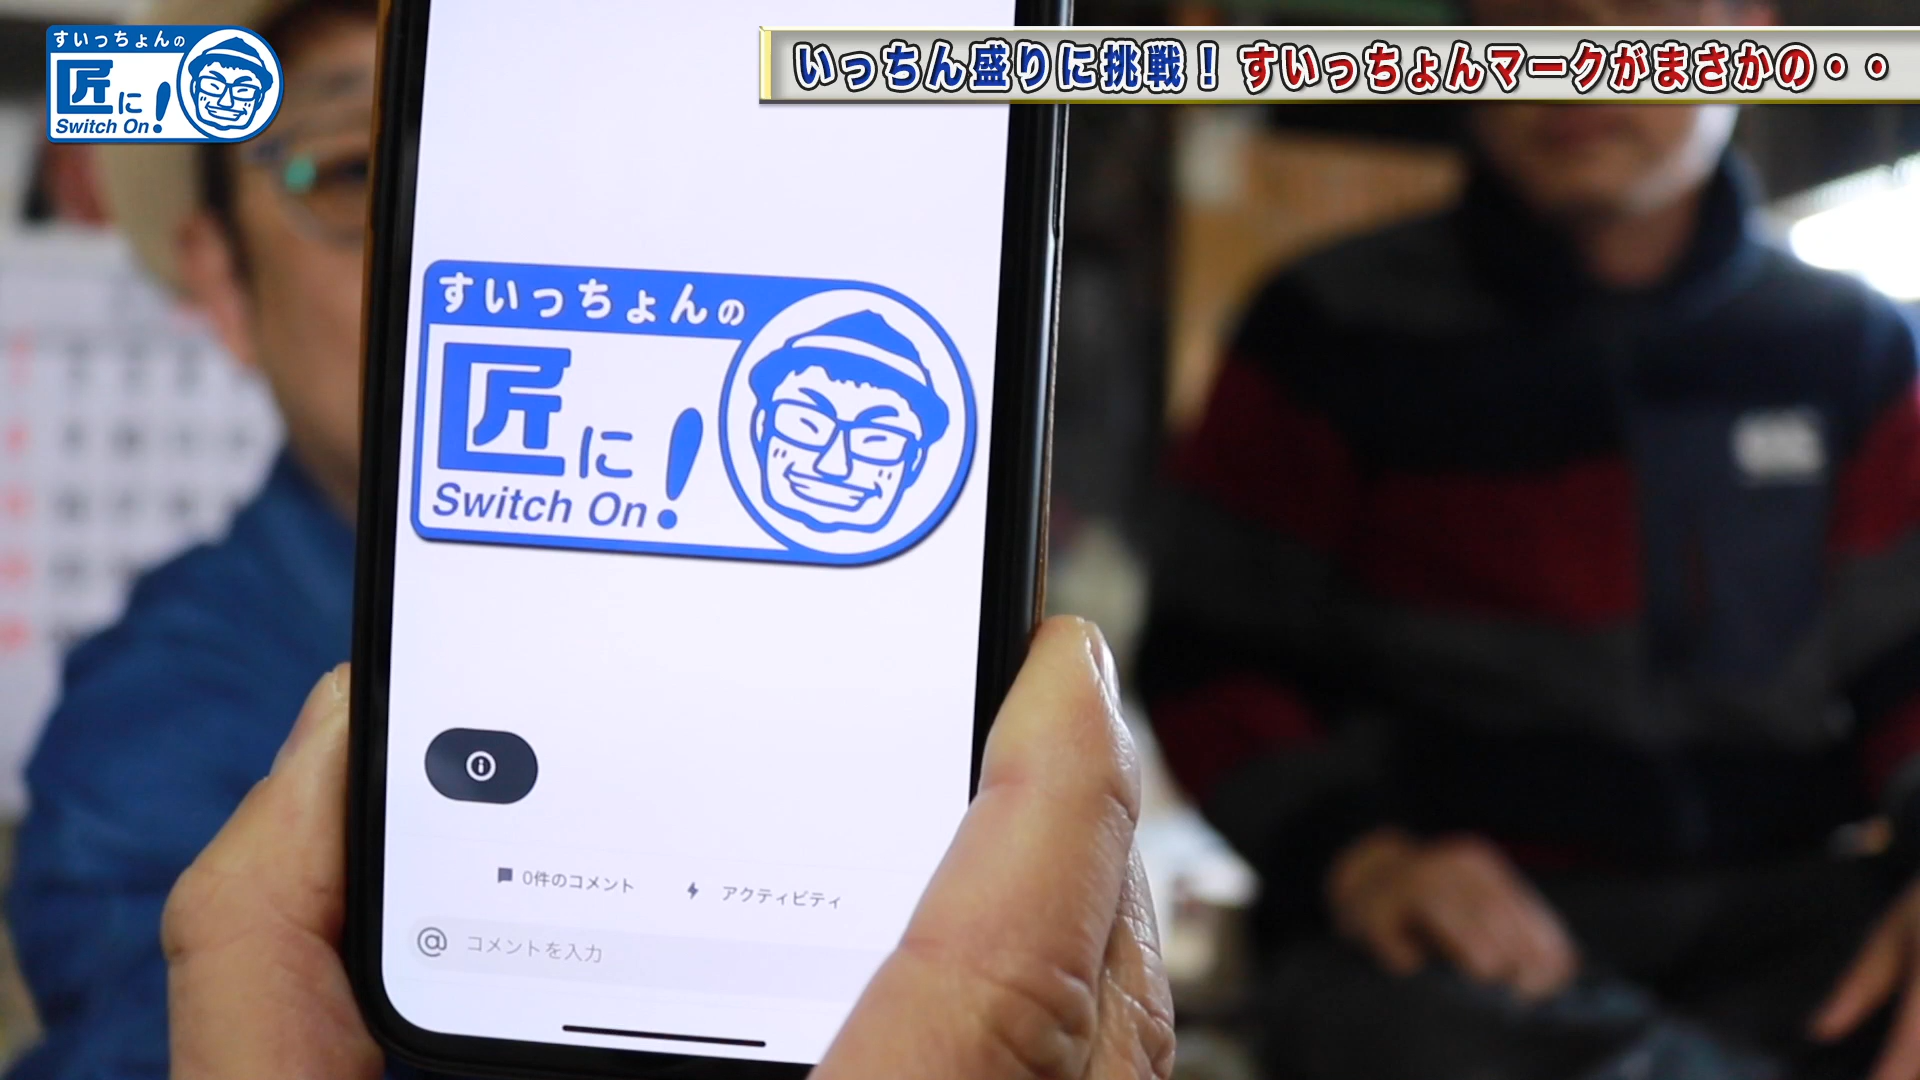 すいっちょんの
匠に!
Switch On
いっちん盛りに挑戦！ すいっちょんマークがまさかの・・
すいっちょんの
匠に!
Switch On
0件のコメント アクティビティ
@ コメントを入力